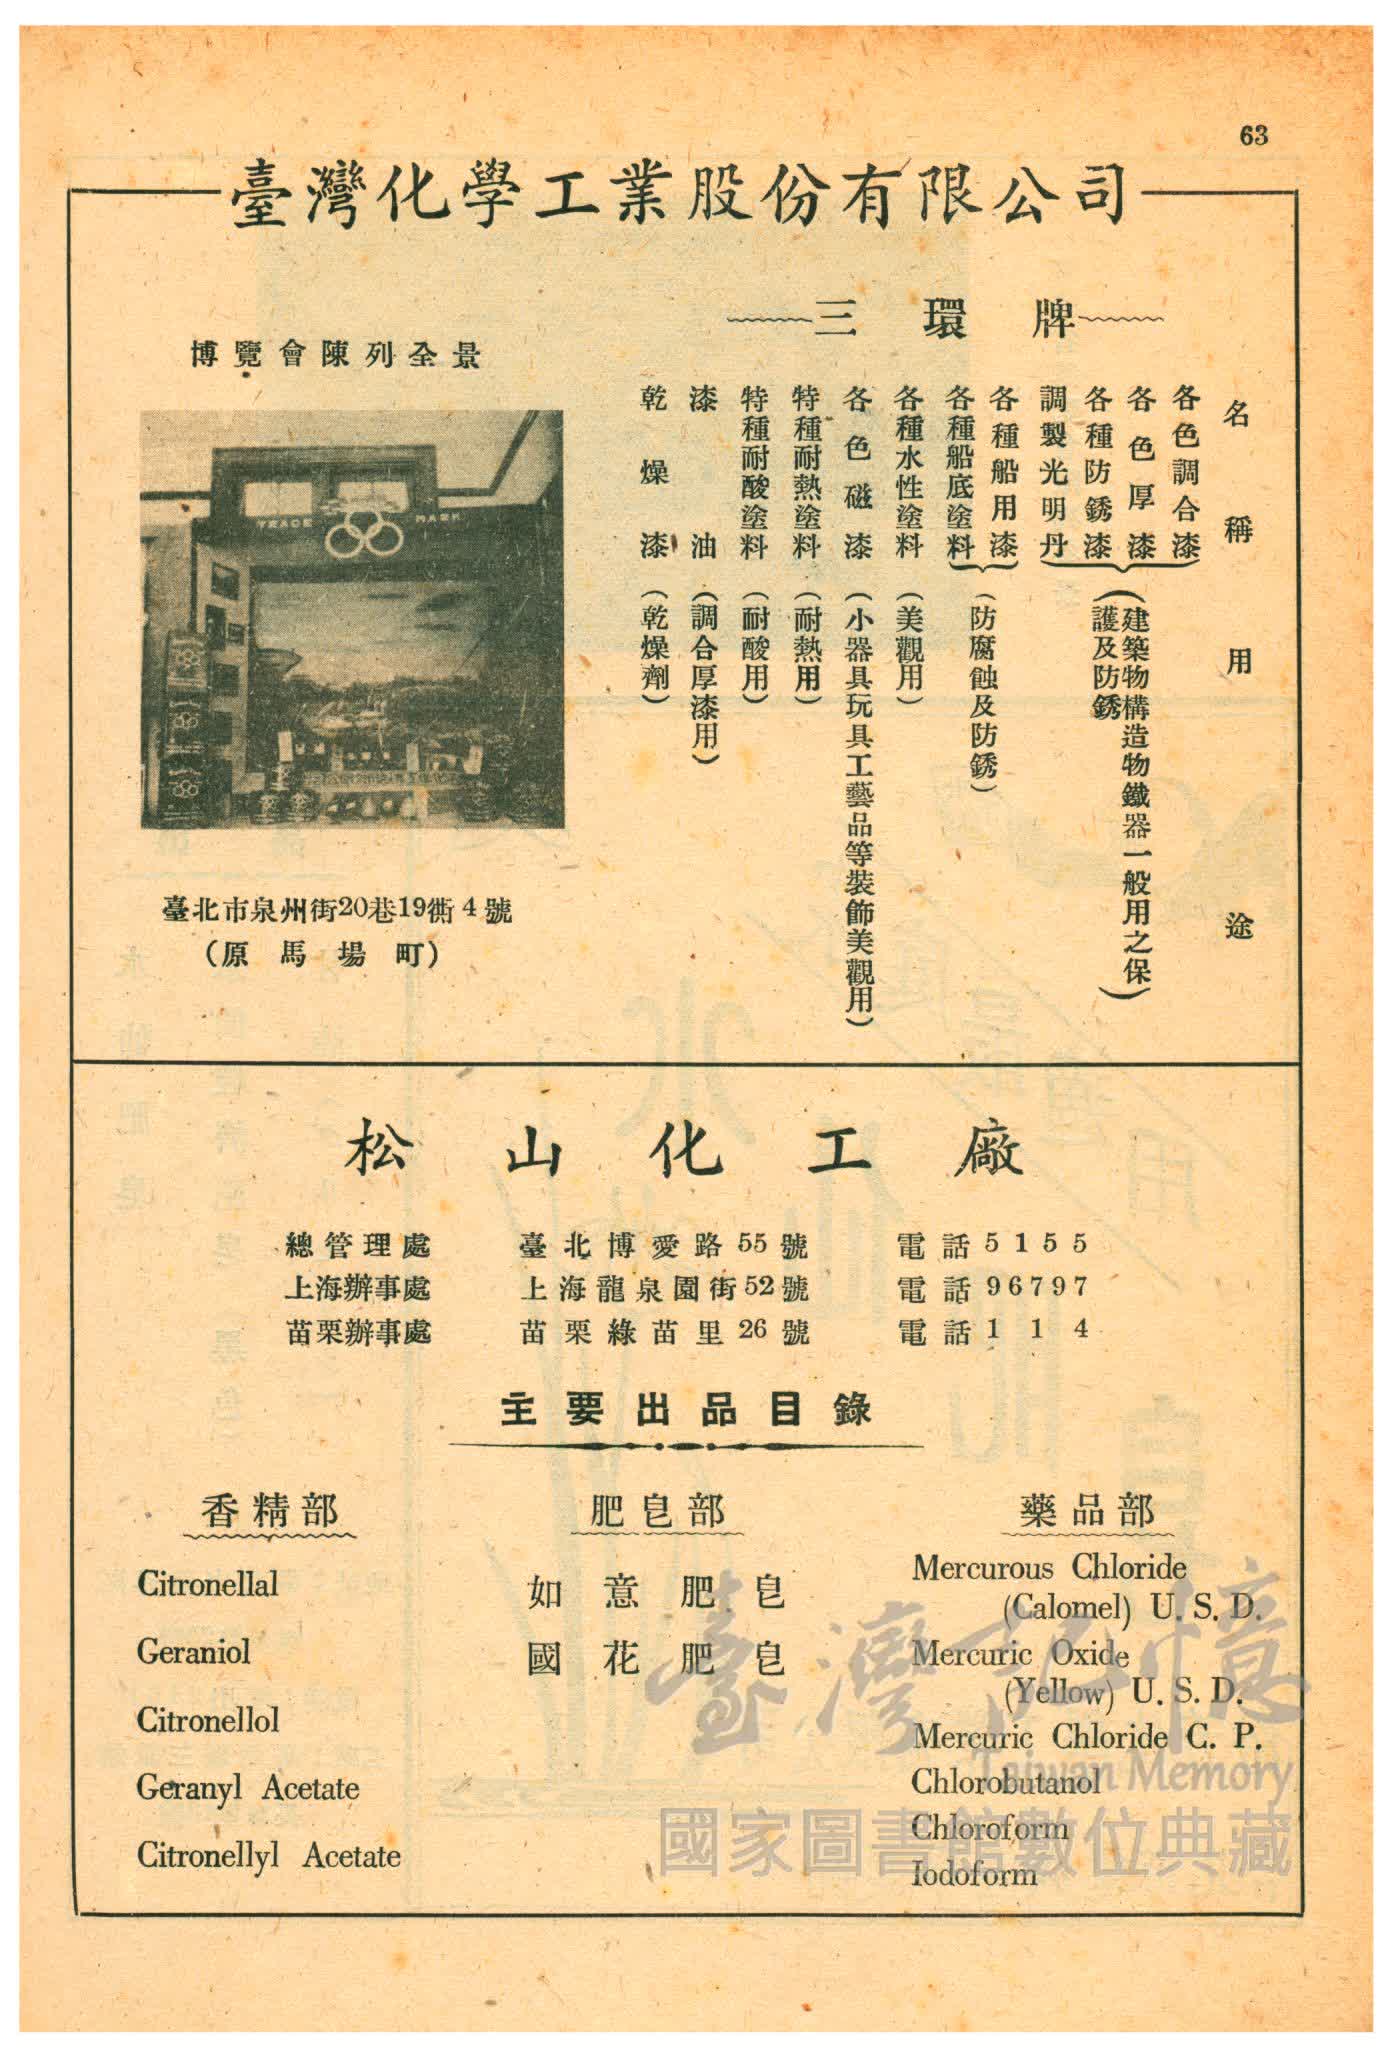 63
臺灣化學工業股份有限公司
三環牌
名稱用途
各色調合漆
各色厚漆
各種防銹漆
調製光明丹
(建築物構造物鐵器一般用之保
護及防銹)
各種船用漆
各種船底塗料
(防腐蝕及防銹)
各種水性塗料(美觀用)
各色磁漆(小器具玩具工藝品等裝飾美觀用)
特種耐熱塗料(耐熱用)
特種耐酸塗料(耐酸用)
漆油(調合厚漆用)
乾燥漆(乾燥劑)
博覽會陳列全景
TRADE MARK
臺北市泉州街20巷19衖4號
(原馬場町)
松山化工廠
總管理處 臺北博愛路55號 電話5155
上海辦事處 上海龍泉園街52號 電話96797
苗栗辦事處 苗栗綠苗里26號 電話114
主要出品目錄
香精部
Citronellal
Geraniol
Citronellol
Geranyl Acetate
Citronellyl Acetate
肥皂部
如意肥皂
國花肥皂
藥品部
Mercurous Chloride
(Calomel) U. S. D.
Mercuric Oxide
(Yellow) U. S. D.
Mercuric Chloride C. P.
Chlorobutanol
Chloroform
Iodoform
臺灣記憶
Taiwan Memory
國家圖書館數位典藏